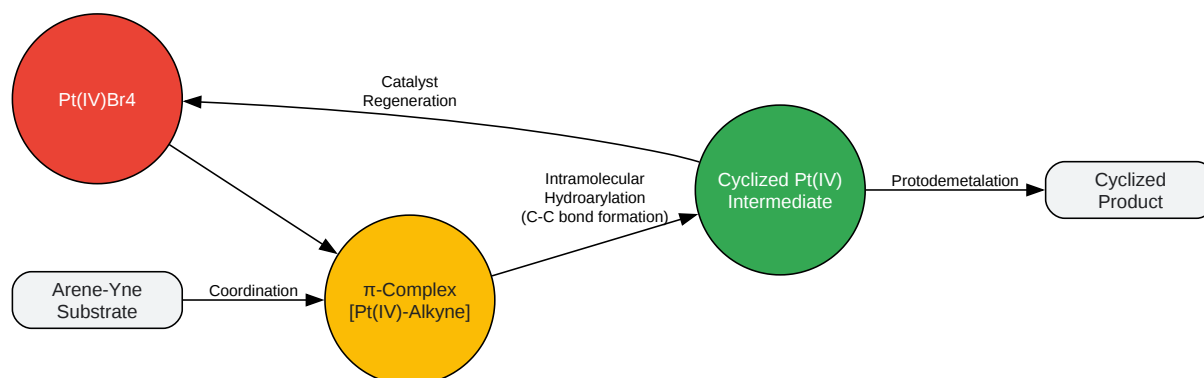 Pt(IV)Br4
Catalyst
Regeneration
Intramolecular
Hydroarylation
(C-C bond formation)
Cyclized Pt(IV)
Intermediate
Protodemetalation
Cyclized
Product
Arene-Yne
Substrate
Coordination
π-Complex
[Pt(IV)-Alkyne]